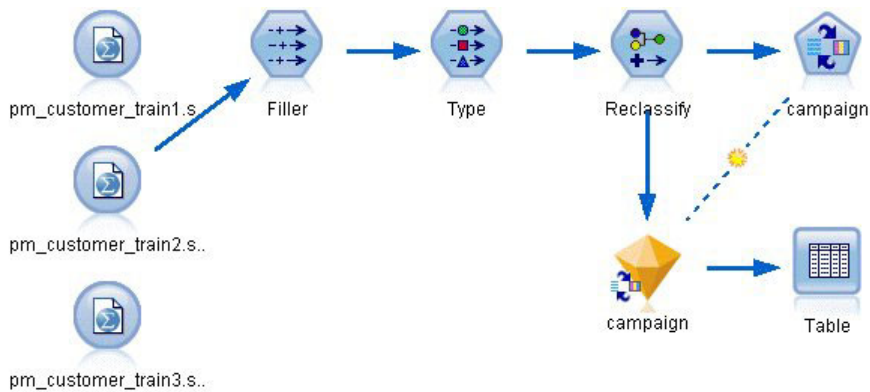 pm_customer_train1.s
Filler
Type
Reclassify
campaign
pm_customer_train2.s..
campaign
Table
pm_customer_train3.s..